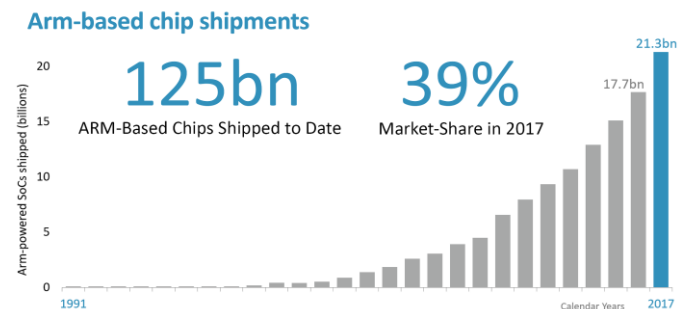 Arm-based chip shipments
125bn
ARM-Based Chips Shipped to Date
39%
Market-Share in 2017
21.3bn
17.7bn
Arm-powered SoCs shipped (billions)
20
15
10
5
0
1991
Calendar Years
2017